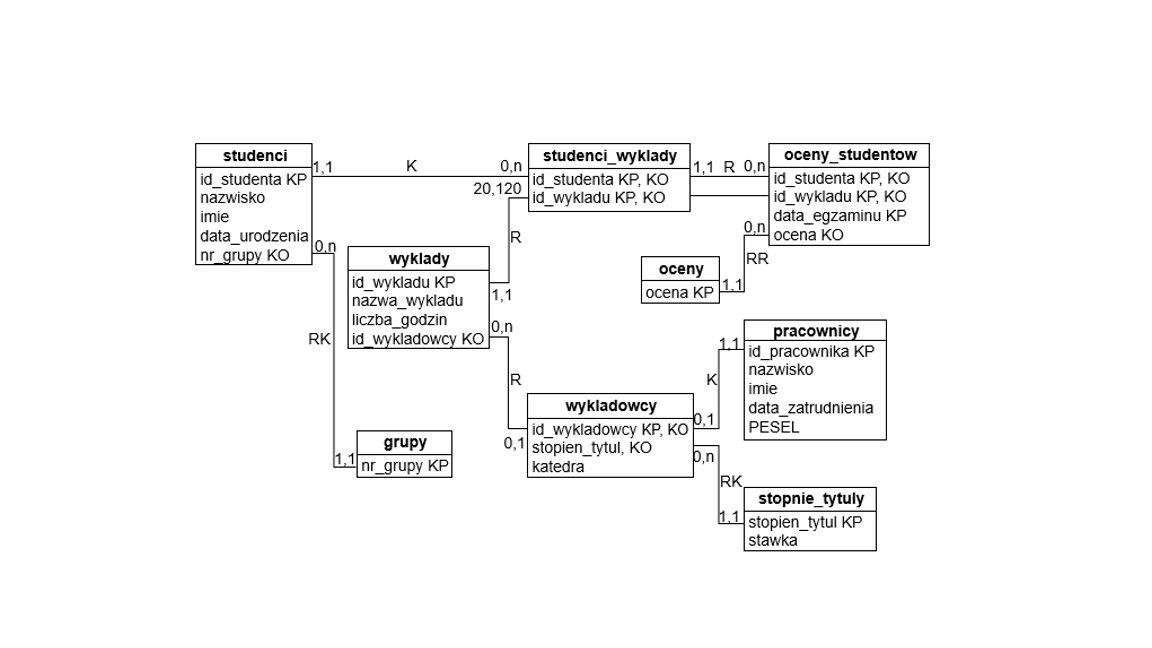 studenci
id_studenta KP
nazwisko
imie
data_urodzenia
nr_grupy KO
1,1
K
0,n
studenci_wyklady
id_studenta KP, KO
id_wykladu KP, KO
1,1 R 0,n
oceny_studentow
id_studenta KP, KO
id_wykladu KP, KO
data_egzaminu KP
ocena KO
20,120
R
1,1
0,n
wyklady
id_wykladu KP
nazwa_wykladu
liczba_godzin
id_wykladowcy KO
oceny
ocena KP
0,n
RR
1,1
RK
0,n
R
0,1
pracownicy
id_pracownika KP
nazwisko
imie
data_zatrudnienia
PESEL
1,1
K
0,1
wykladowcy
id_wykladowcy KP, KO
stopien_tytul, KO
katedra
grupy
nr_grupy KP
1,1
0,n
RK
1,1
stopnie_tytuly
stopien_tytul KP
stawka